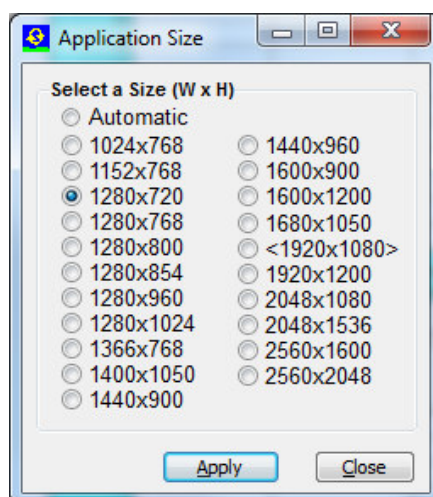 Application Size
Select a Size (W x H)
Automatic
1024x768
1152x768
1280x720
1280x768
1280x800
1280x854
1280x960
1280x1024
1366x768
1400x1050
1440x900
1440x960
1600x900
1600x1200
1680x1050
<1920x1080>
1920x1200
2048x1080
2048x1536
2560x1600
2560x2048
Apply
Close